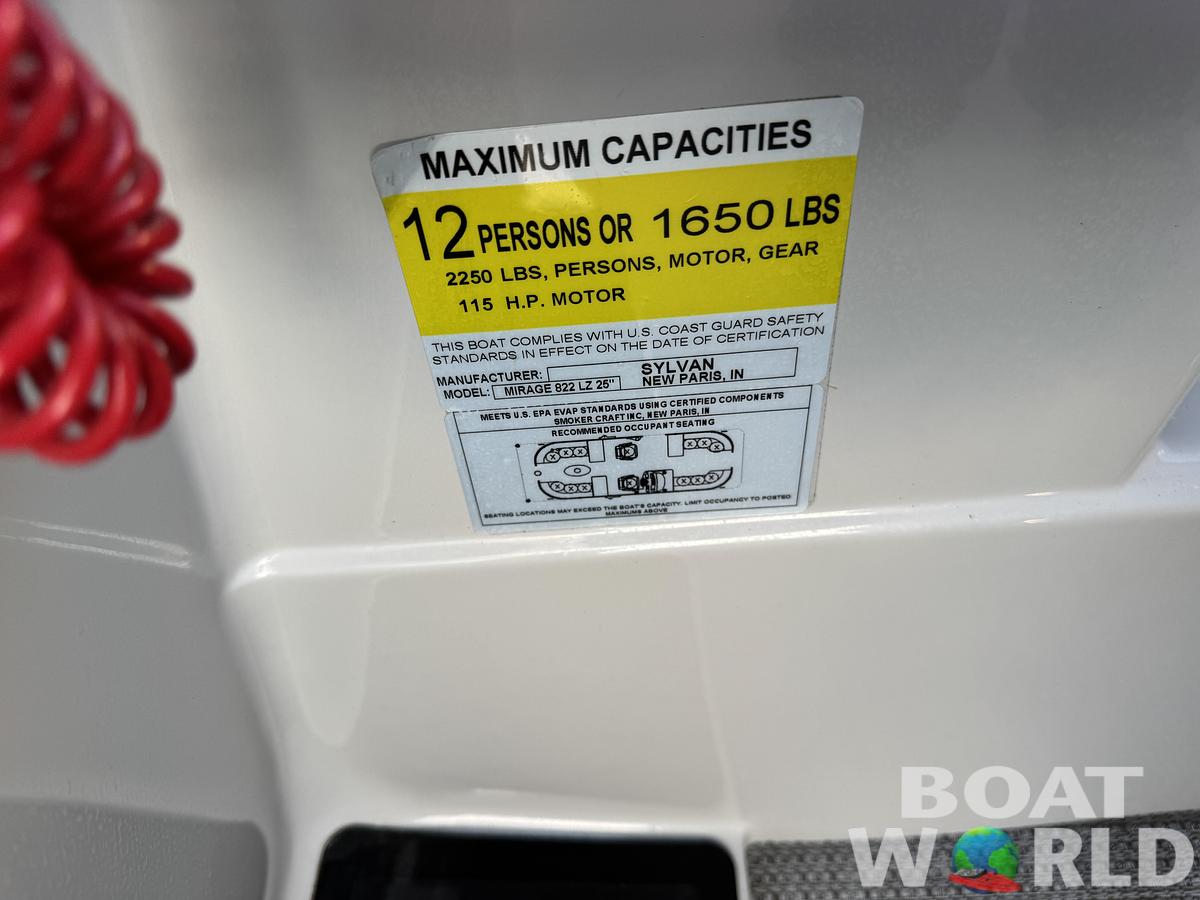 MAXIMUM CAPACITIES
12 PERSONS OR 1650 LBS
2250 LBS, PERSONS, MOTOR, GEAR
115 H.P. MOTOR
THIS BOAT COMPLIES WITH U.S. COAST GUARD SAFETY
STANDARDS IN EFFECT ON THE DATE OF CERTIFICATION
MANUFACTURER: SYLVAN
NEW PARIS, IN
MODEL: MIRAGE 822 LZ 25"
MEETS U.S. EPA EVAP STANDARDS USING CERTIFIED COMPONENTS
SMOKER CRAFT INC, NEW PARIS, IN
RECOMMENDED OCCUPANT SEATING
SEATING LOCATIONS MAY EXCEED THE BOAT'S CAPACITY. LIMIT OCCUPANCY TO POSTED
MAXIMUMS ABOVE
BOAT
WORLD